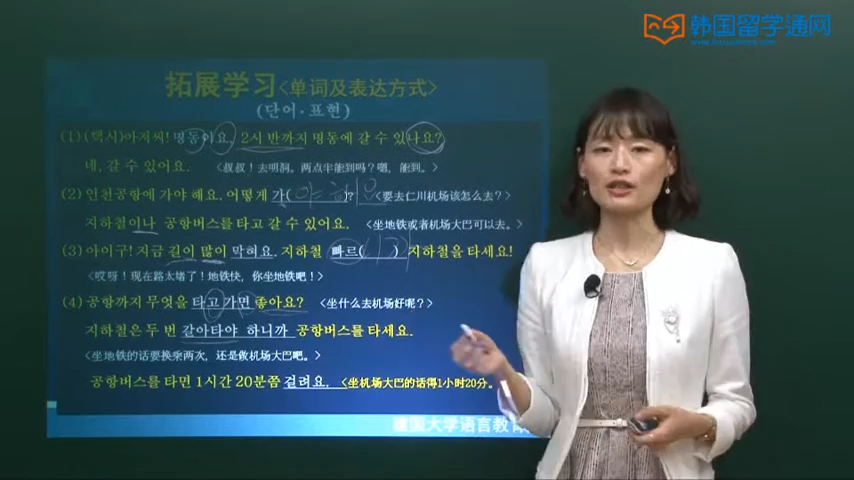 韩国留学通网
拓展学习<单词及表达方式>
(단어·표현)
(1) (택시)아저씨! 명동이요. 2시 반까지 명동에 갈 수 있나요?
네, 갈 수 있어요. <叔叔！去明洞。两点半能到吗？嗯，能到。>
(2) 인천공항에 가야 해요. 어떻게 가(야 해요)? <要去仁川机场该怎么去？>
지하철이나 공항버스를 타고 갈 수 있어요. <坐地铁或者机场大巴可以去。>
(3) 아이구! 지금 길이 많이 막혀요. 지하철 빠르( ) 지하철을 타세요!
<哎呀！现在路太堵了！地铁快，你坐地铁吧！>
(4) 공항까지 무엇을 타고 가면 좋아요? <坐什么去机场好呢？>
지하철은 두 번 갈아타야 하니까 공항버스를 타세요.
<坐地铁的话要换乘两次，还是做机场大巴吧。>
공항버스를 타면 1시간 20분쯤 걸려요. <坐机场大巴的话得1小时20分。
建国大学语言教育